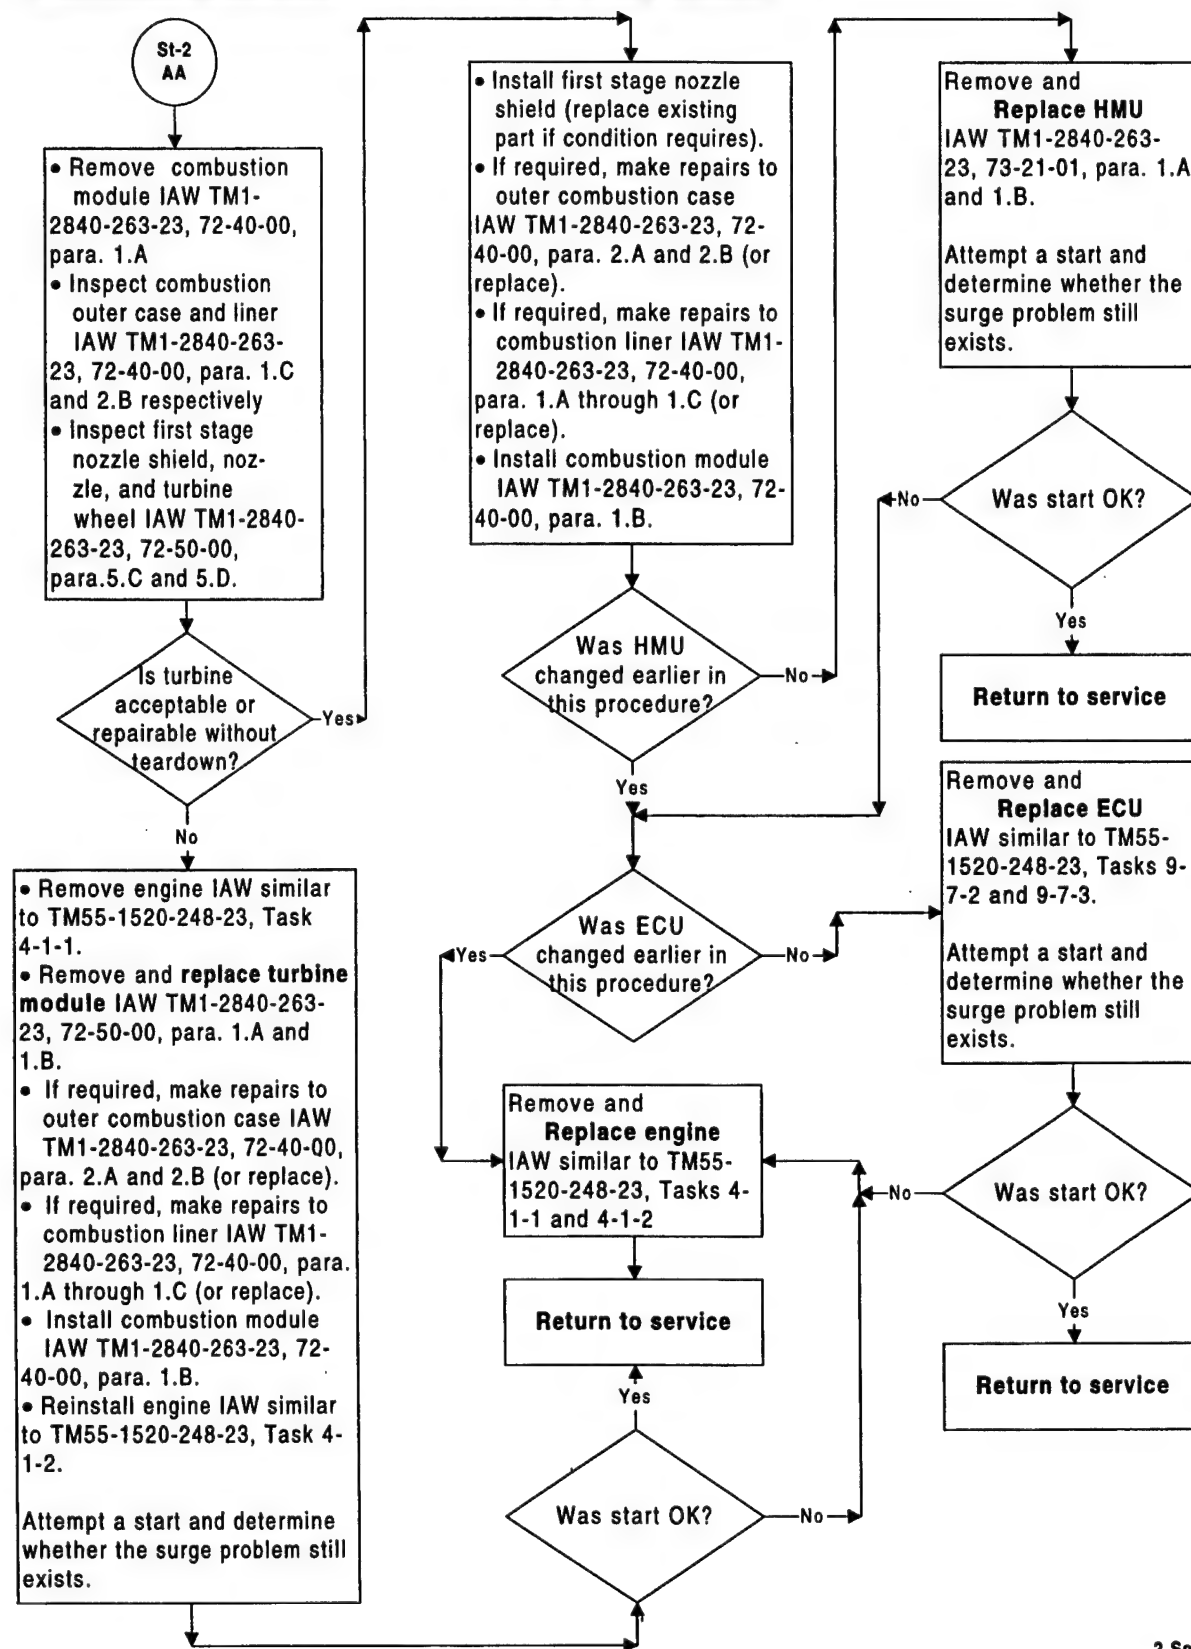 St-2
AA
• Remove combustion
module IAW TM1-
2840-263-23, 72-40-00,
para. 1.A
• Inspect combustion
outer case and liner
IAW TM1-2840-263-
23, 72-40-00, para. 1.C
and 2.B respectively
• Inspect first stage
nozzle shield, noz-
zle, and turbine
wheel IAW TM1-2840-
263-23, 72-50-00,
para.5.C and 5.D.
Is turbine
acceptable or
repairable without
teardown?
Yes
No
• Remove engine IAW similar
to TM55-1520-248-23, Task
4-1-1.
• Remove and replace turbine
module IAW TM1-2840-263-
23, 72-50-00, para. 1.A and
1.B.
• If required, make repairs to
outer combustion case IAW
TM1-2840-263-23, 72-40-00,
para. 2.A and 2.B (or replace).
• If required, make repairs to
combustion liner IAW TM1-
2840-263-23, 72-40-00, para.
1.A through 1.C (or replace).
• Install combustion module
IAW TM1-2840-263-23, 72-
40-00, para. 1.B.
• Reinstall engine IAW similar
to TM55-1520-248-23, Task 4-
1-2.
Attempt a start and determine
whether the surge problem still
exists.
• Install first stage nozzle
shield (replace existing
part if condition requires).
• If required, make repairs to
outer combustion case
IAW TM1-2840-263-23, 72-
40-00, para. 2.A and 2.B (or
replace).
• If required, make repairs to
combustion liner IAW TM1-
2840-263-23, 72-40-00,
para. 1.A through 1.C (or
replace).
• Install combustion module
IAW TM1-2840-263-23, 72-
40-00, para. 1.B.
Was HMU
changed earlier in
this procedure?
No
Yes
Was ECU
changed earlier in
this procedure?
Yes
No
Remove and
Replace engine
IAW similar to TM55-
1520-248-23, Tasks 4-
1-1 and 4-1-2
Return to service
Yes
Was start OK?
No
Remove and
Replace HMU
IAW TM1-2840-263-
23, 73-21-01, para. 1.A
and 1.B.
Attempt a start and
determine whether the
surge problem still
exists.
Was start OK?
No
Yes
Return to service
Remove and
Replace ECU
IAW similar to TM55-
1520-248-23, Tasks 9-
7-2 and 9-7-3.
Attempt a start and
determine whether the
surge problem still
exists.
Was start OK?
No
Yes
Return to service